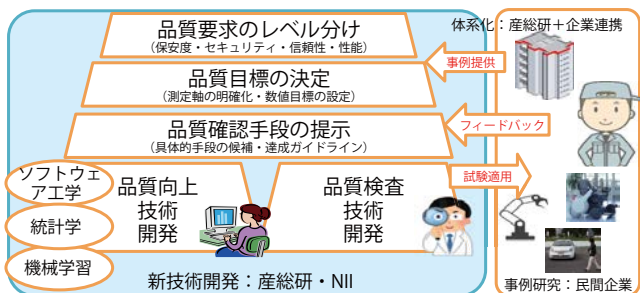 品質要求のレベル分け
(保安度・セキュリティ・信頼性・性能)
品質目標の決定
(測定軸の明確化・数値目標の設定)
品質確認手段の提示
(具体的手段の候補・達成ガイドライン)
ソフトウェ
ア工学
統計学
機械学習
品質向上
技術
開発
品質検査
技術
開発
新技術開発：産総研・NII
体系化：産総研＋企業連携
事例提供
フィードバック
試験適用
事例研究：民間企業